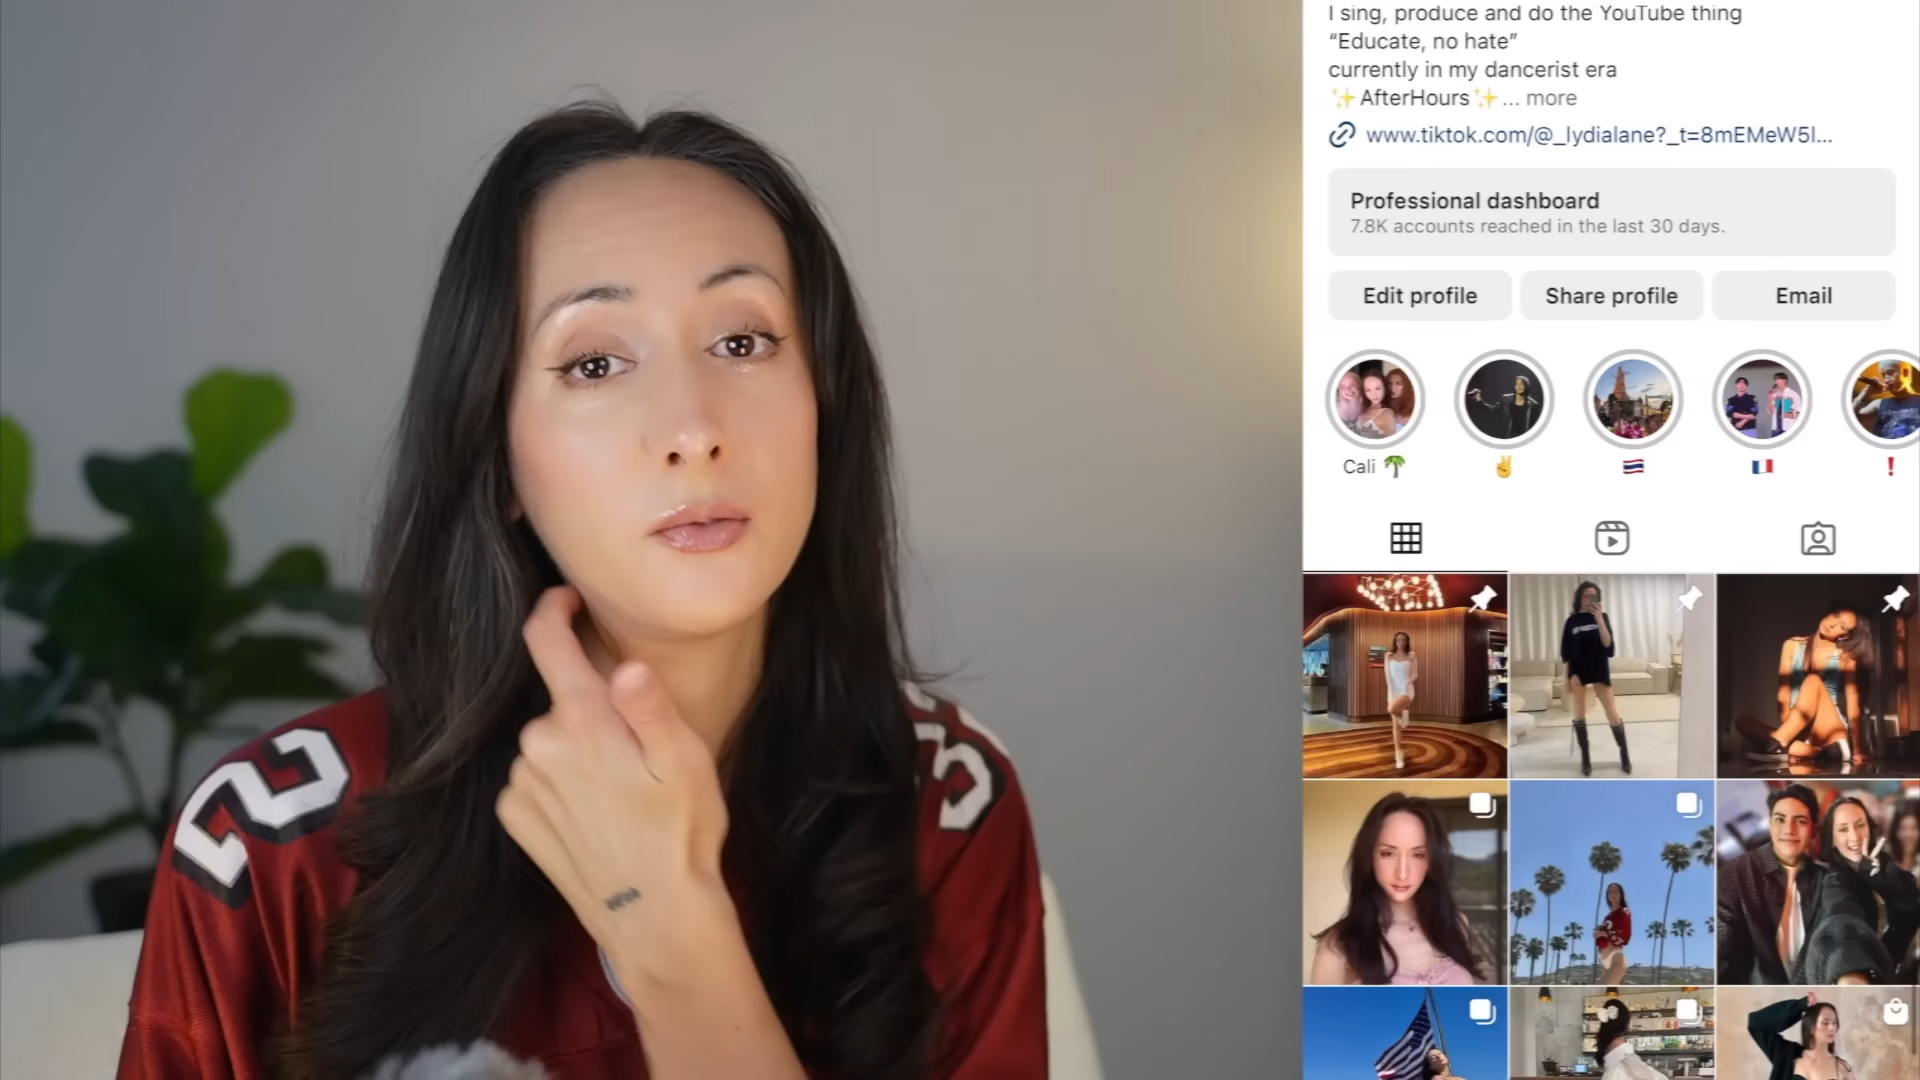 I sing, produce and do the YouTube thing
“Educate, no hate”
currently in my dancerist era
✨AfterHours✨... more
www.tiktok.com/@_lydialane?_t=8mEMeW5l...
Professional dashboard
7.8K accounts reached in the last 30 days.
Edit profile
Share profile
Email
Cali 🌴
✌️
🇹🇭
🇫🇷
❗
2
3